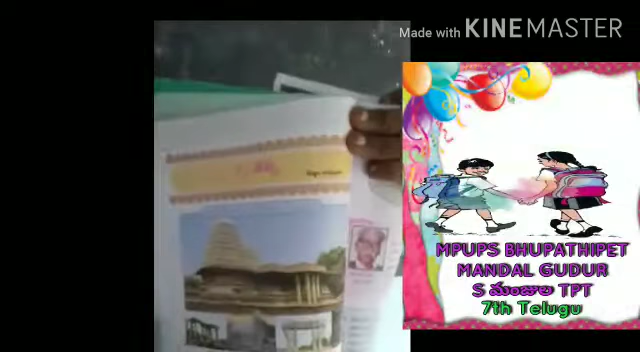 Made with KINEMASTER
MPUPS BHUPATHIPET
MANDAL GUDUR
S మంజుల TPT
7th Telugu